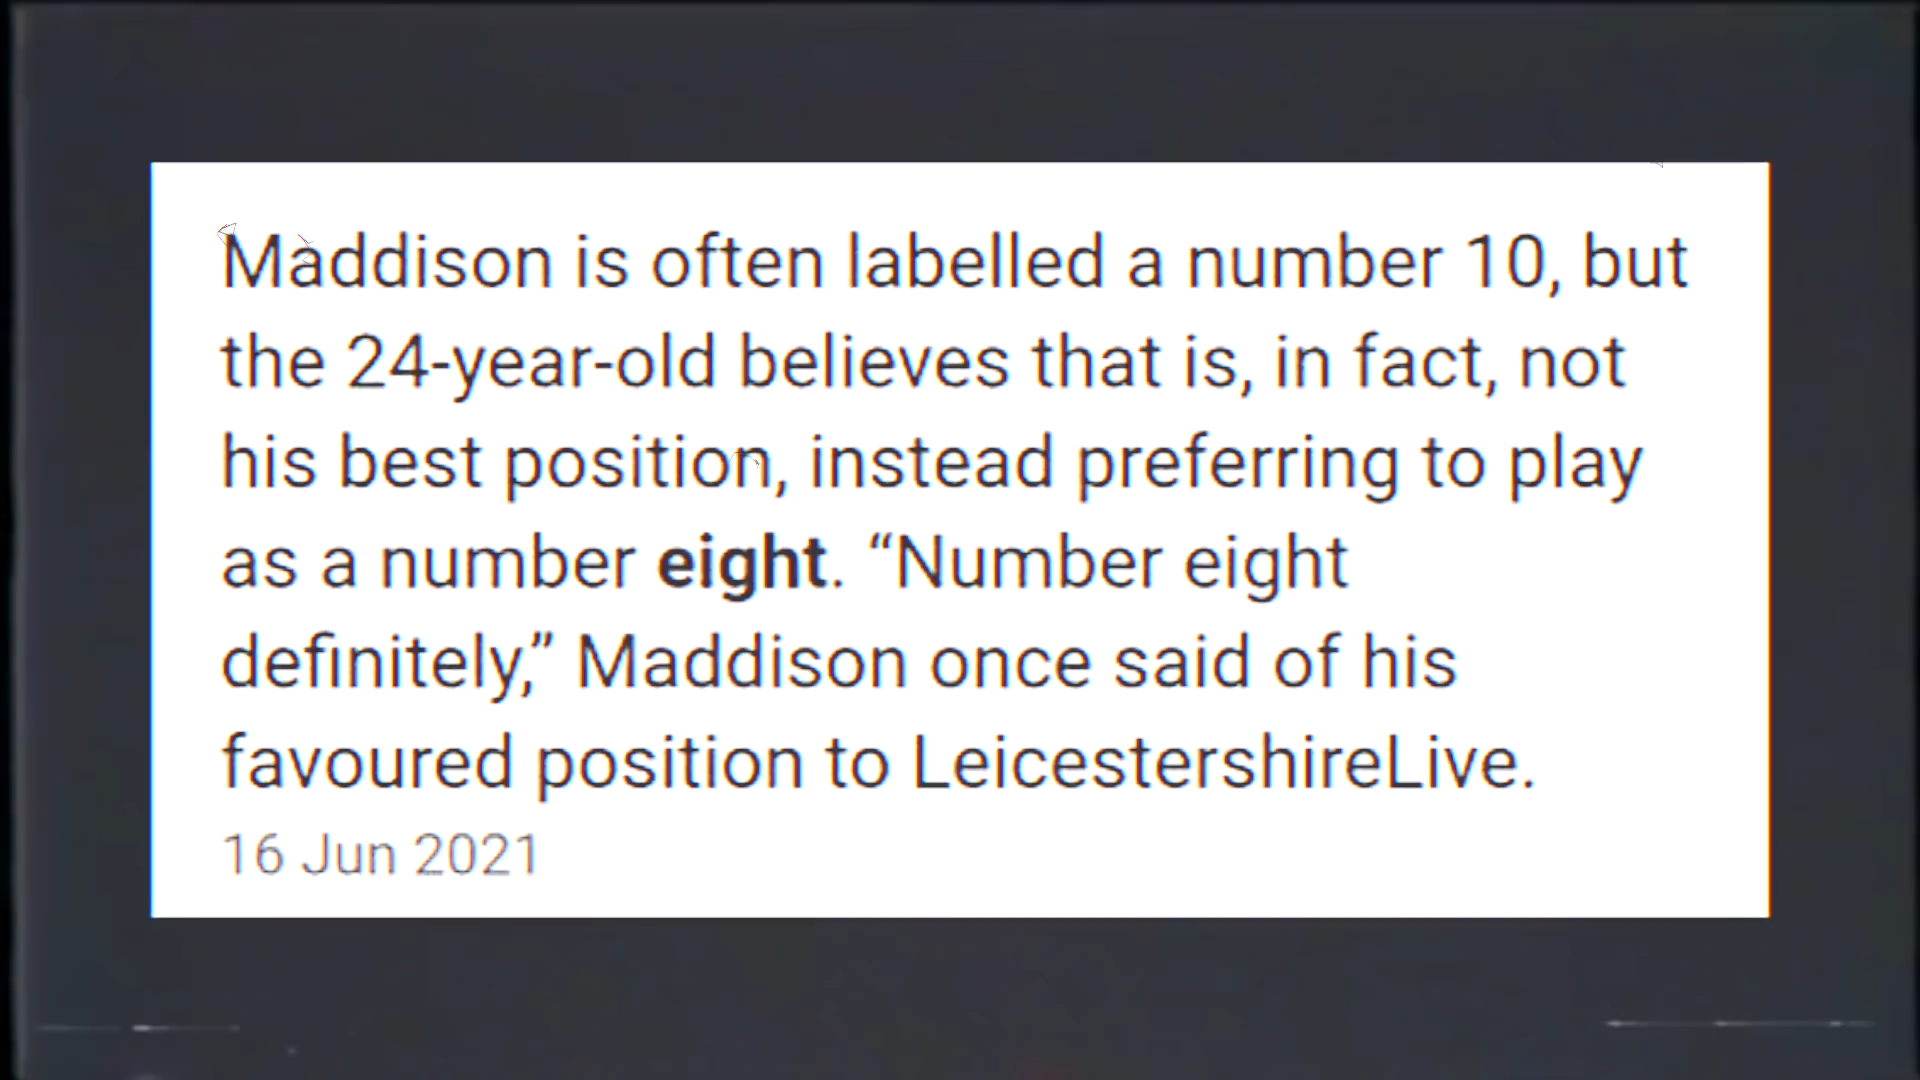 Maddison is often labelled a number 10, but
the 24-year-old believes that is, in fact, not
his best position, instead preferring to play
as a number eight. “Number eight
definitely,” Maddison once said of his
favoured position to LeicestershireLive.
16 Jun 2021